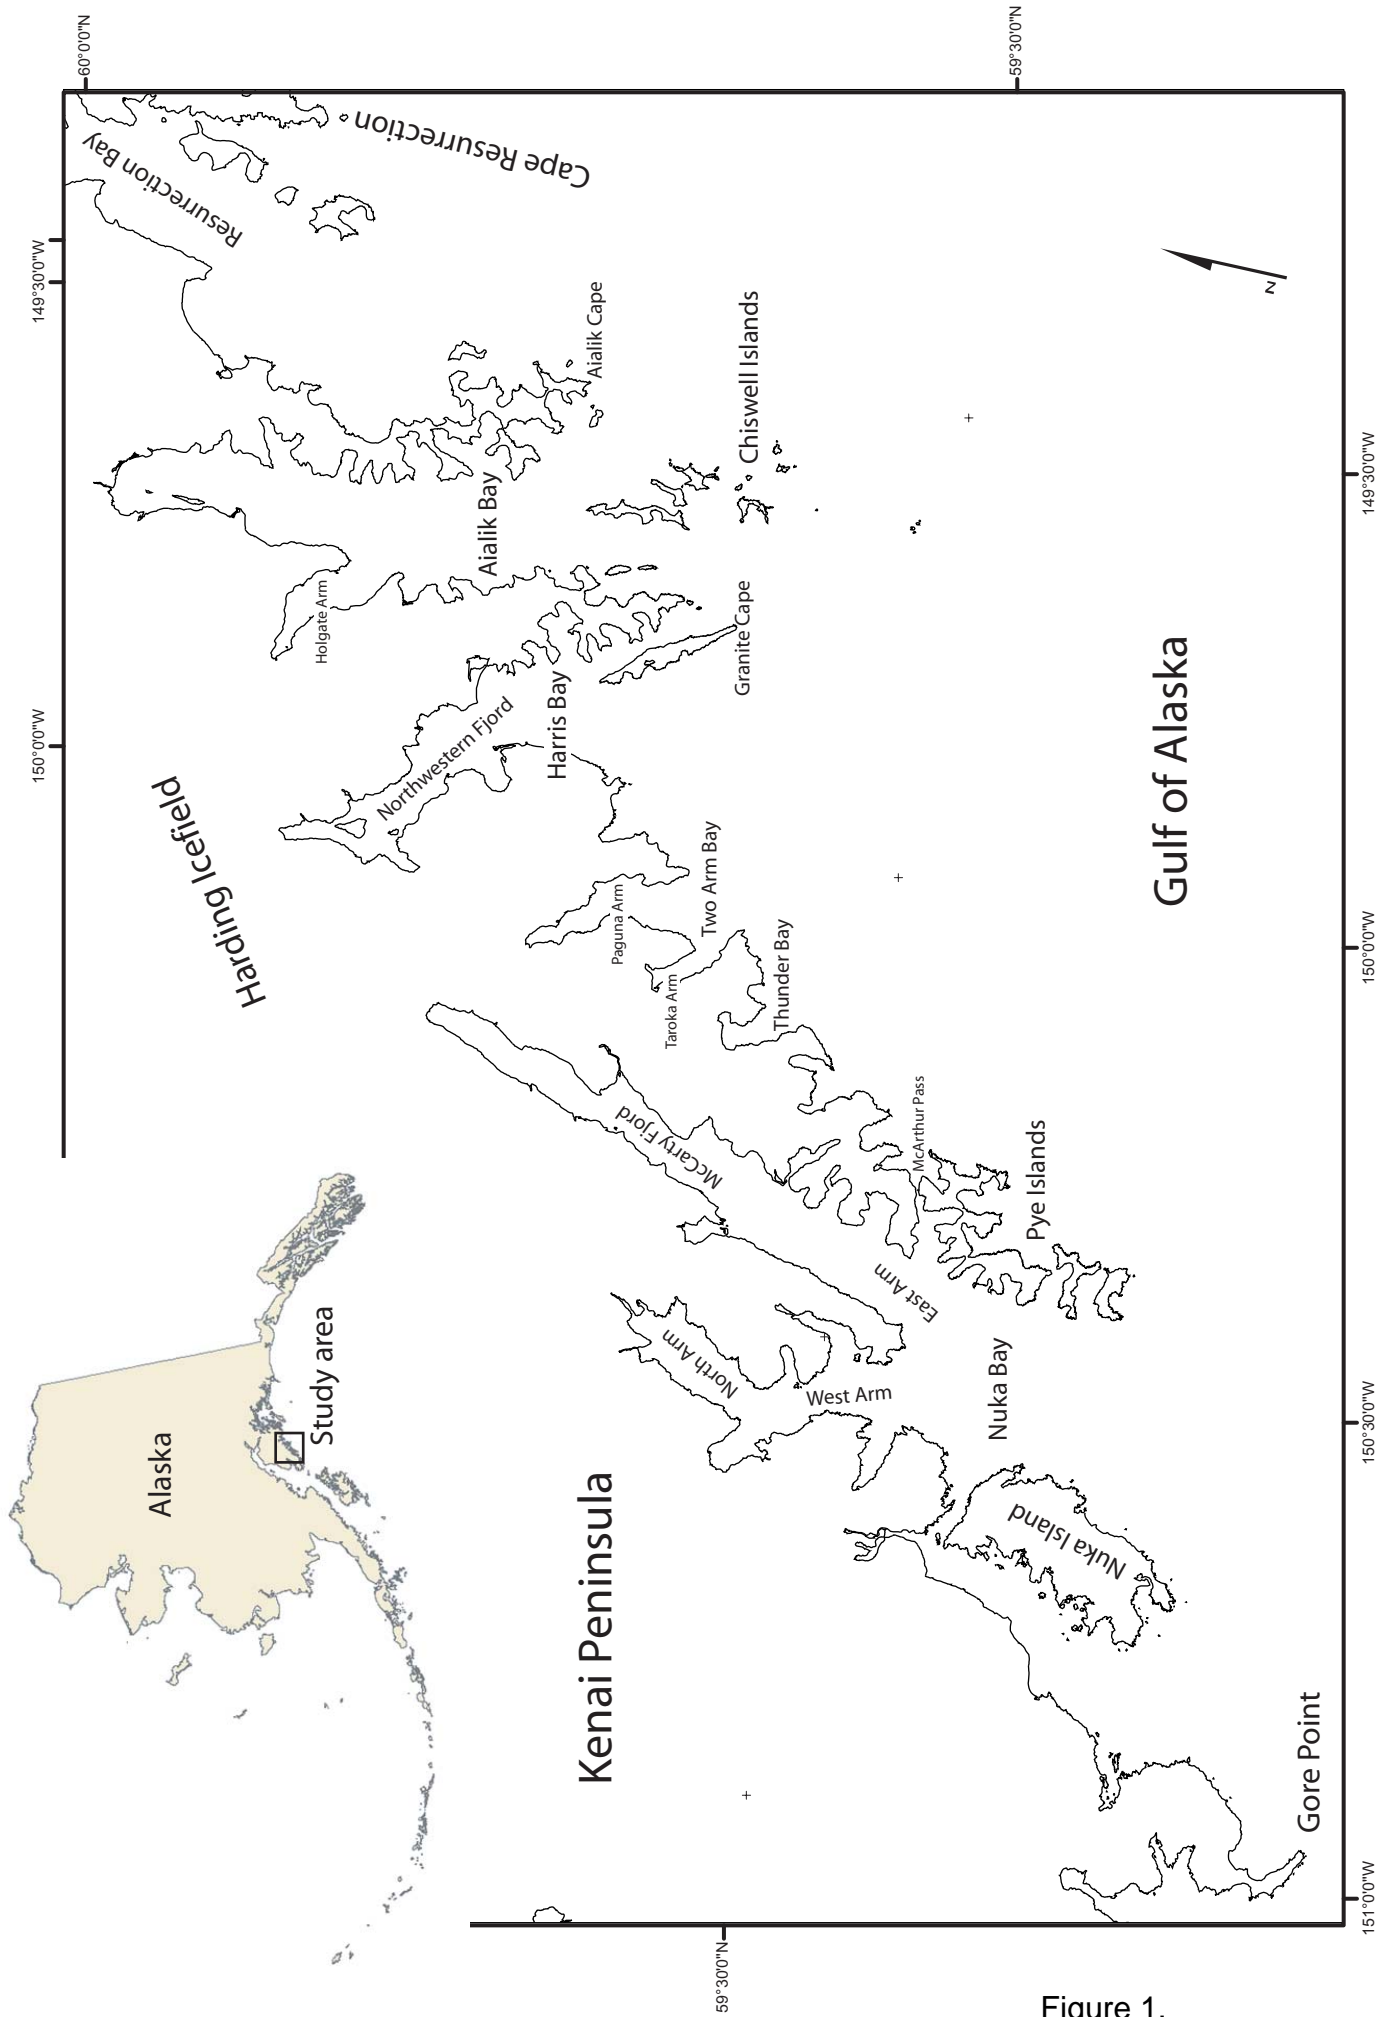 Alaska
Study area
149°30'0"W
150°0'0"W
60°0'0"N
59°30'0"N
Resurrection Bay
Cape Resurrection
Harding Icefield
Holgate Arm
Aialik Bay
Aialik Cape
Chiswell Islands
Northwestern Fjord
Harris Bay
Granite Cape
Paguna Arm
Two Arm Bay
Taroka Arm
Thunder Bay
McCarty Fjord
McArthur Pass
Pye Islands
East Arm
North Arm
West Arm
Nuka Bay
Nuka Island
Kenai Peninsula
Gulf of Alaska
Gore Point
N
59°30'0"N
151°0'0"W
150°30'0"W
150°0'0"W
149°30'0"W
Figure 1.